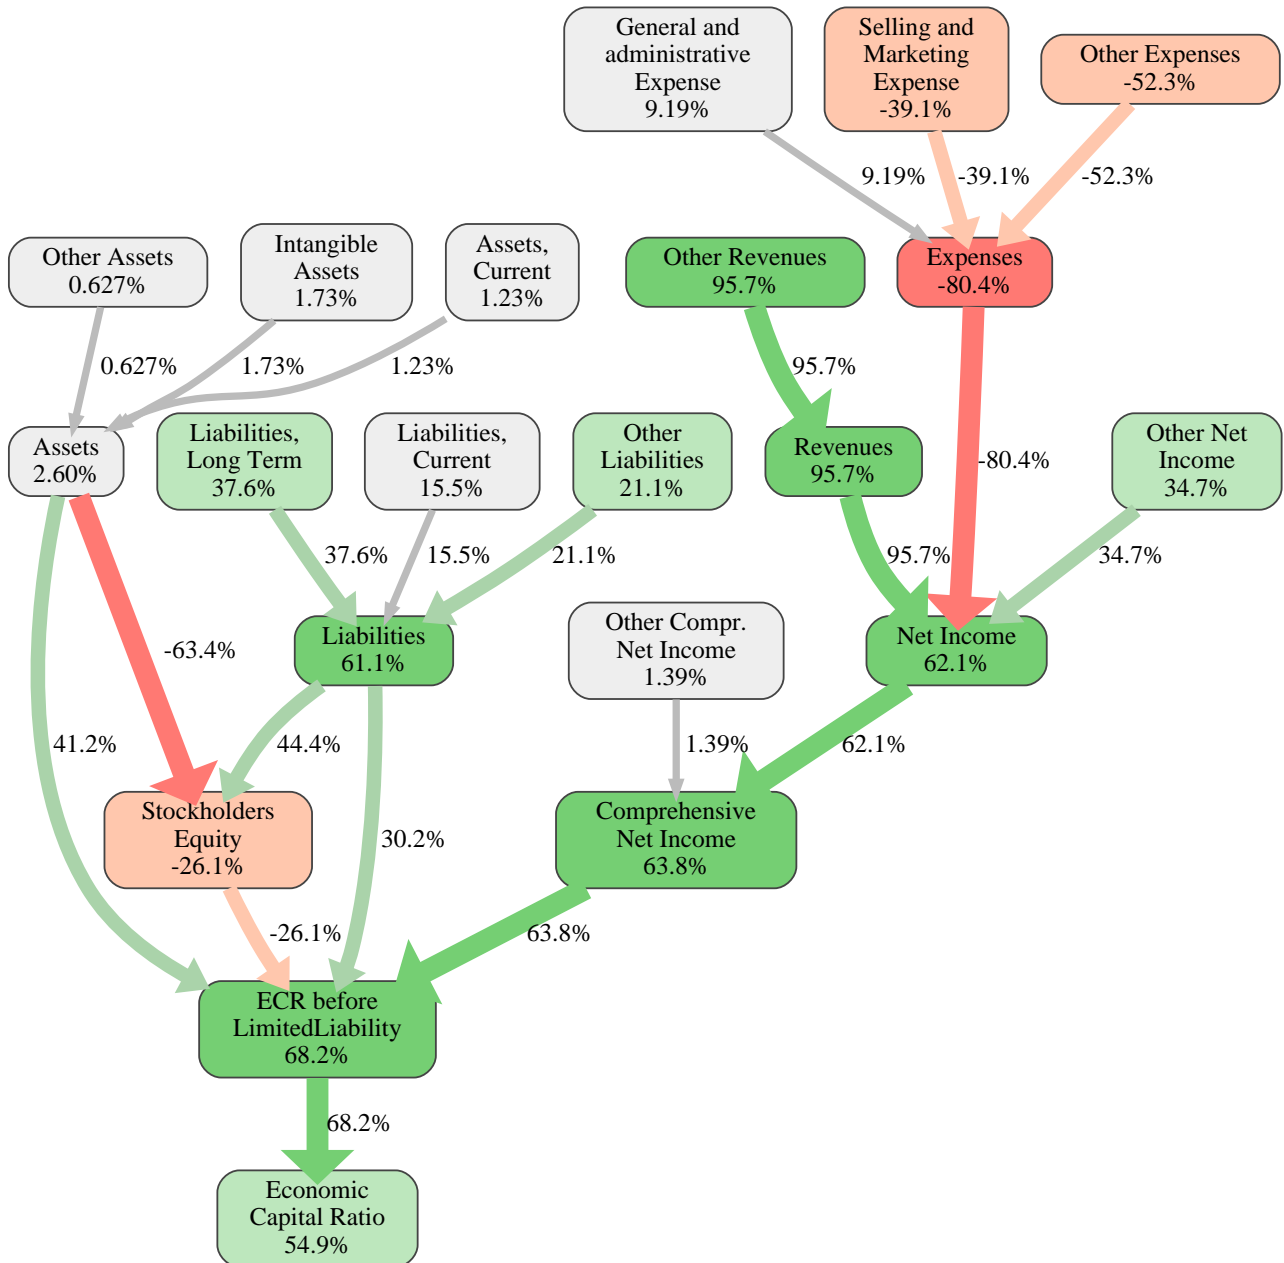 General and
administrative
Expense
9.19%
Selling and
Marketing
Expense
-39.1%
Other Expenses
-52.3%
9.19%
-39.1%
-52.3%
Other Assets
0.627%
Intangible
Assets
1.73%
Assets,
Current
1.23%
Other Revenues
95.7%
Expenses
-80.4%
0.627%
1.73%
1.23%
95.7%
-80.4%
Assets
2.60%
Liabilities,
Long Term
37.6%
Liabilities,
Current
15.5%
Other
Liabilities
21.1%
Revenues
95.7%
Other Net
Income
34.7%
37.6%
15.5%
21.1%
95.7%
34.7%
-63.4%
Liabilities
61.1%
Other Compr.
Net Income
1.39%
Net Income
62.1%
41.2%
44.4%
1.39%
62.1%
Stockholders
Equity
-26.1%
30.2%
Comprehensive
Net Income
63.8%
-26.1%
63.8%
ECR before
LimitedLiability
68.2%
68.2%
Economic
Capital Ratio
54.9%